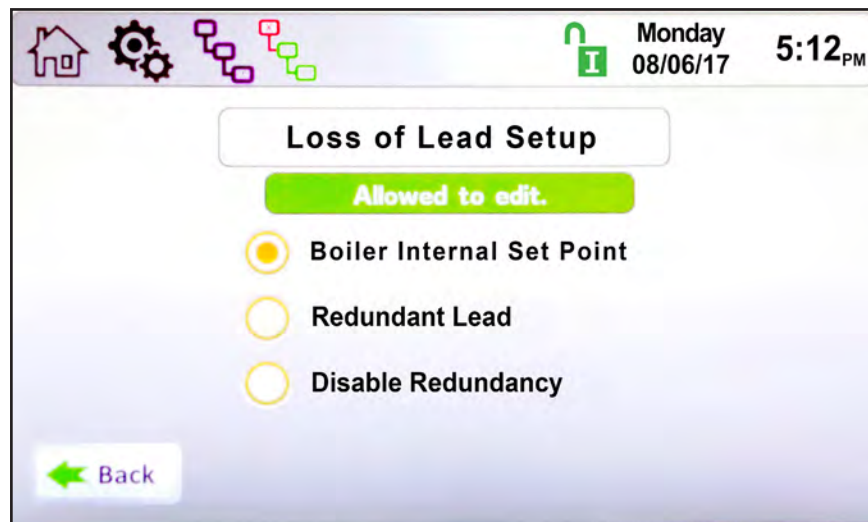 Monday
08/06/17
5:12PM
I
Loss of Lead Setup
Allowed to edit.
Boiler Internal Set Point
Redundant Lead
Disable Redundancy
Back